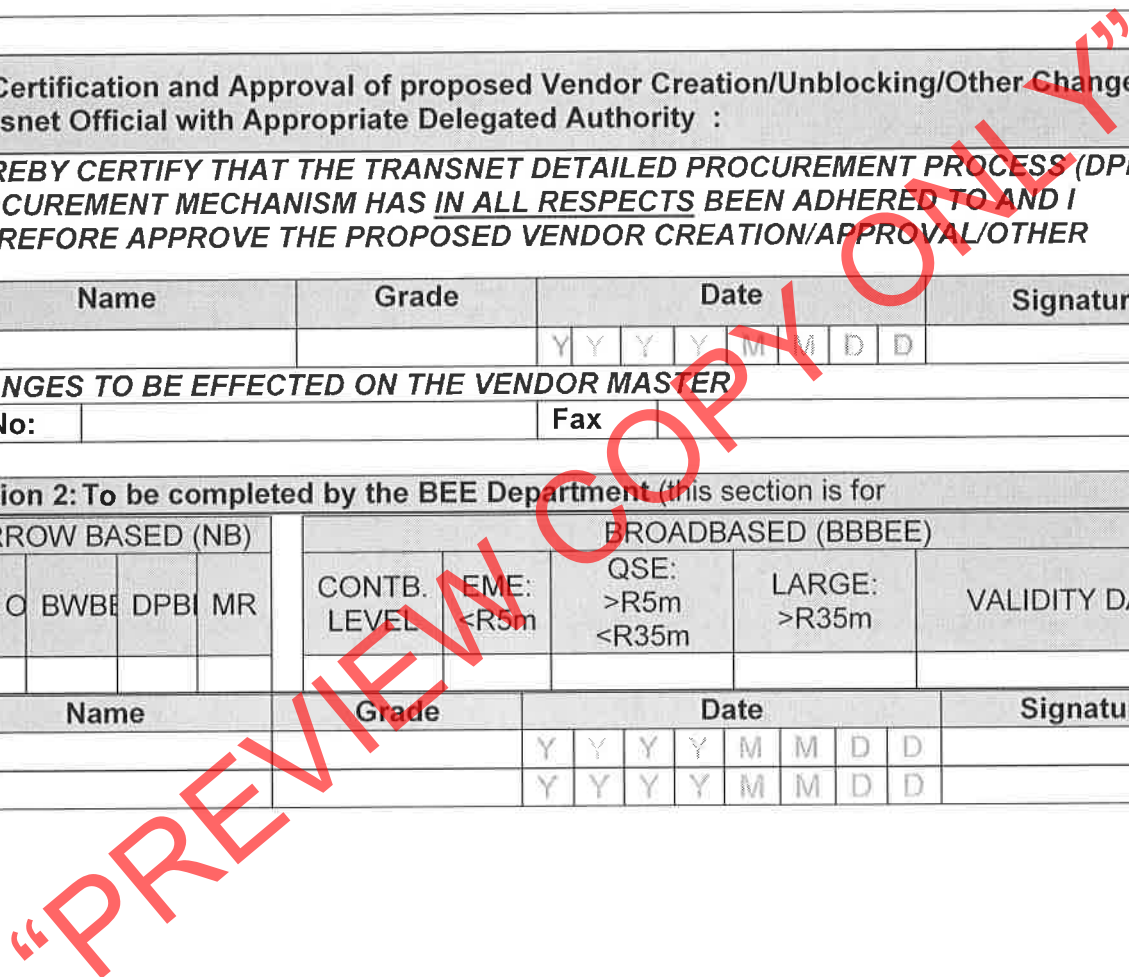 Certification and Approval of proposed Vendor Creation/Unblocking/Other Change
snet Official with Appropriate Delegated Authority :
REBY CERTIFY THAT THE TRANSNET DETAILED PROCUREMENT PROCESS (DP
CUREMENT MECHANISM HAS IN ALL RESPECTS BEEN ADHERED TO AND I
REFORE APPROVE THE PROPOSED VENDOR CREATION/APPROVAL/OTHER
Name Grade Date Signatur
Y Y Y Y M M D D
NGES TO BE EFFECTED ON THE VENDOR MASTER
No: Fax
ion 2: To be completed by the BEE Department (this section is for
RROW BASED (NB) BROADBASED (BBBEE)
O BWBE DPBI MR CONTB. LEVEL EME: <R5m QSE: >R5m <R35m LARGE: >R35m VALIDITY DA
Name Grade Date Signatu
Y Y Y Y M M D D
Y Y Y Y M M D D
“PREVIEW COPY ONLY”